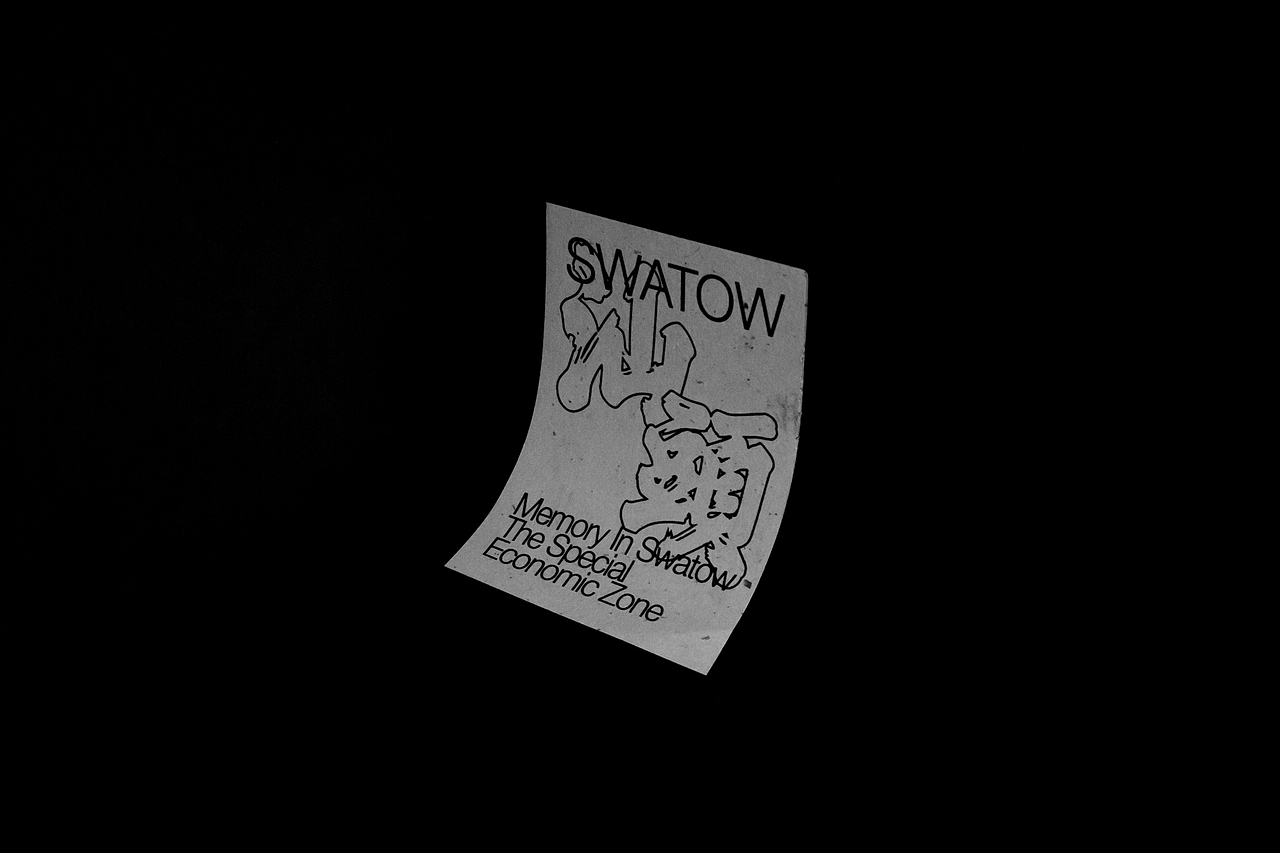 SWATOW
汕頭
Memory In Swatow
The Special
Economic Zone